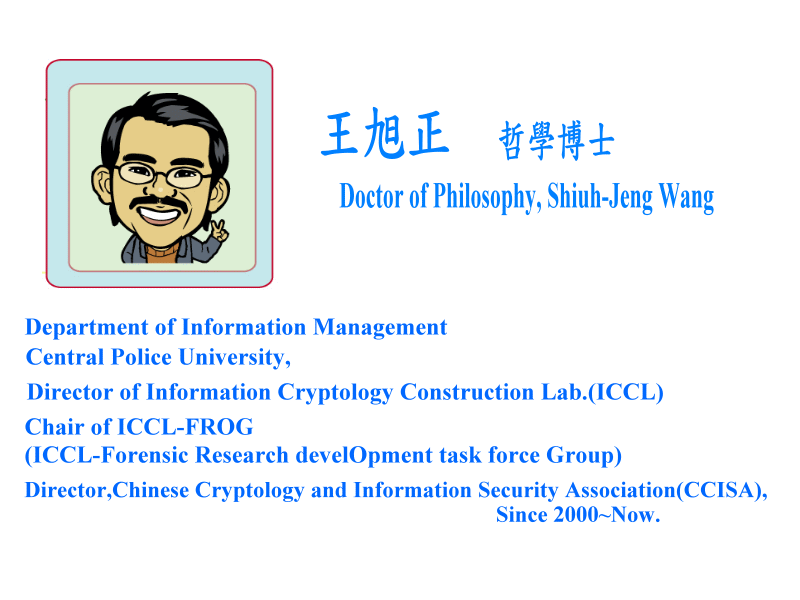 王旭正 哲學博士
Doctor of Philosophy, Shiuh-Jeng Wang
Department of Information Management
Central Police University,
Director of Information Cryptology Construction Lab.(ICCL)
Chair of ICCL-FROG
(ICCL-Forensic Research develOpment task force Group)
Director,Chinese Cryptology and Information Security Association(CCISA),
Since 2000~Now.